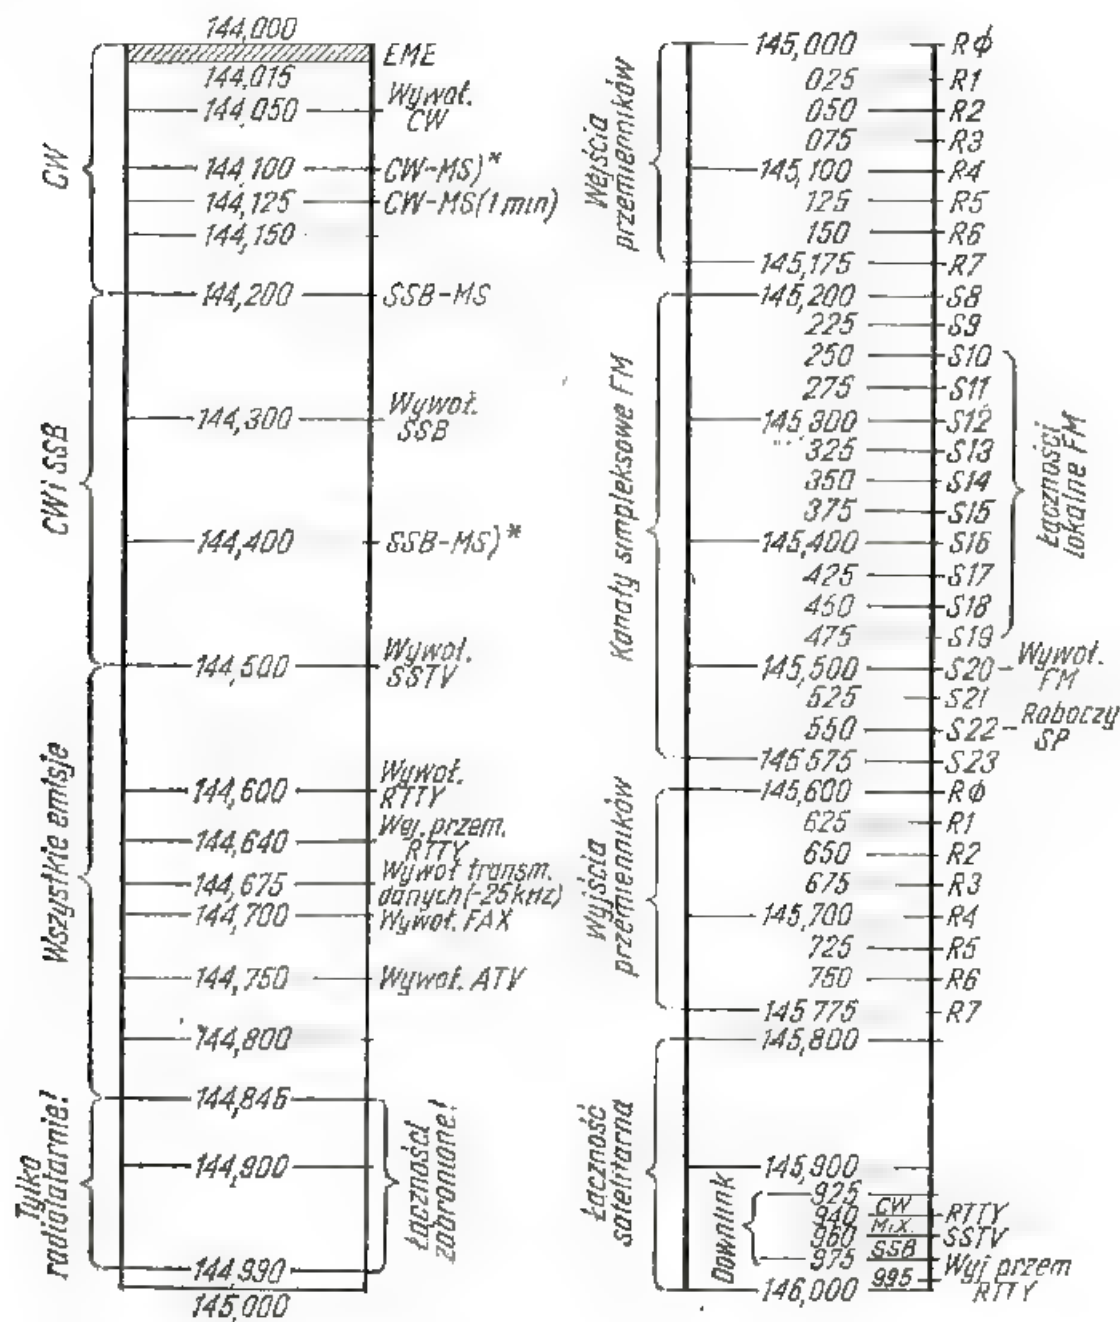 144,000
EME
144,015
144,050
Wywoł. CW
144,100
CW-MS)*
144,125
CW-MS(1min)
144,150
144,200
SSB-MS
144,300
Wywoł. SSB
144,400
SSB-MS)*
144,500
Wywoł. SSTV
144,600
Wywoł. RTTY
144,640
Wej. przem. RTTY
144,675
Wywoł transm. danych (-25kHz)
144,700
Wywoł. FAX
144,750
Wywoł. ATV
144,800
144,845
144,900
144,990
145,000
CW
CW i SSB
Wszystkie emisje
Tylko radiolatarnie!
Łączności zabronione!
145,000 RΦ
025 R1
050 R2
075 R3
145,100 R4
125 R5
150 R6
145,175 R7
145,200 S8
225 S9
250 S10
275 S11
145,300 S12
325 S13
350 S14
375 S15
145,400 S16
425 S17
450 S18
475 S19
145,500 S20 Wywoł. FM
525 S21
550 S22 Roboczy SP
145,575 S23
145,600 RΦ
625 R1
650 R2
675 R3
145,700 R4
725 R5
750 R6
145,775 R7
145,800
145,900
925
CW
940 RTTY
MIX.
960 SSTV
SSB
975
Wyj przem RTTY
995
146,000
Wejścia przemienników
Kanały simpleksowe FM
Łączności lokalne FM
Wyjścia przemienników
Łączność satelitarna
Downlink